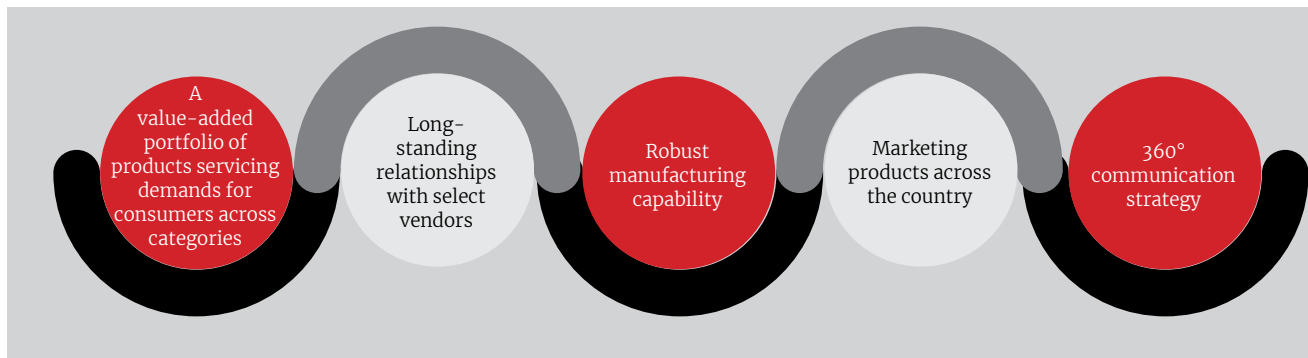 A
value-added
portfolio of
products servicing
demands for
consumers across
categories
Long-
standing
relationships
with select
vendors
Robust
manufacturing
capability
Marketing
products across
the country
360°
communication
strategy